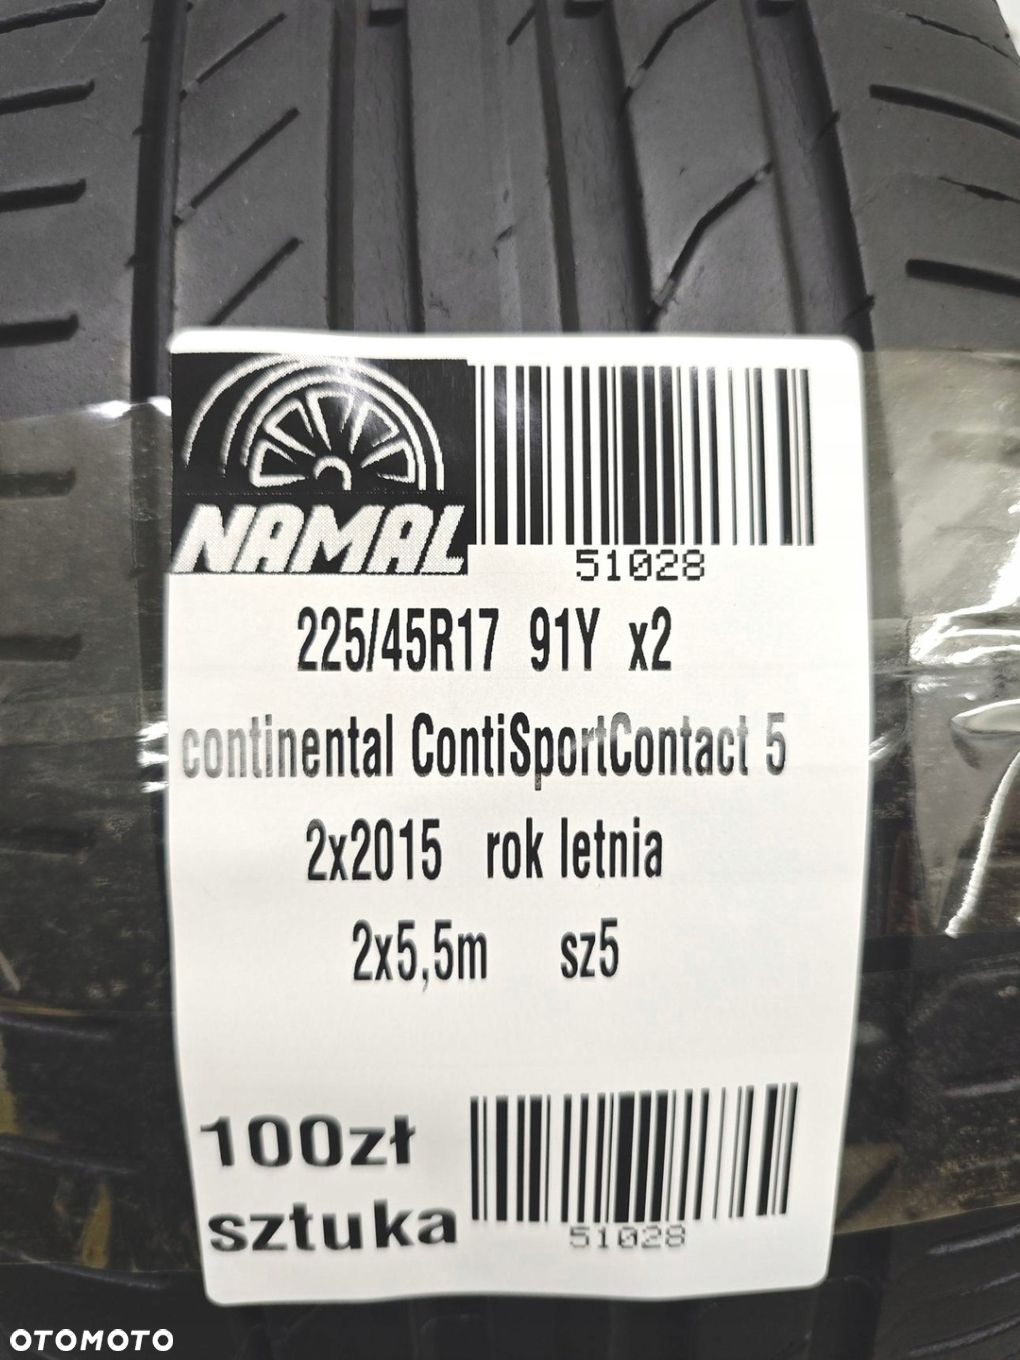 NAMAL
51028
225/45R17 91Y x2
continental ContiSportContact 5
2x2015 rok letnia
2x5,5m sz5
100zł
sztuka
51028
OTOMOTO